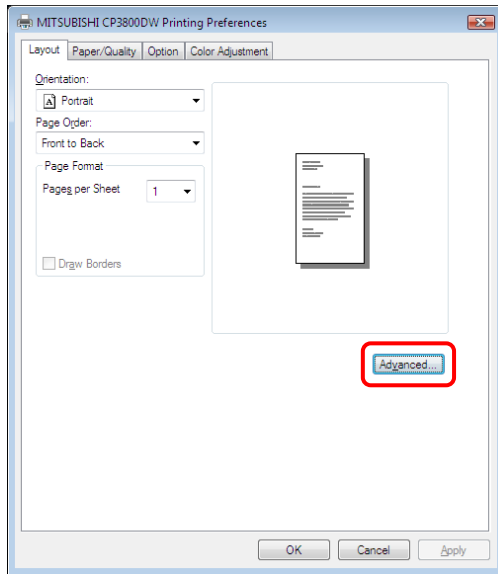 MITSUBISHI CP3800DW Printing Preferences
Layout Paper/Quality Option Color Adjustment
Orientation:
A Portrait
Page Order:
Front to Back
Page Format
Pages per Sheet 1
Draw Borders
Advanced...
OK Cancel Apply